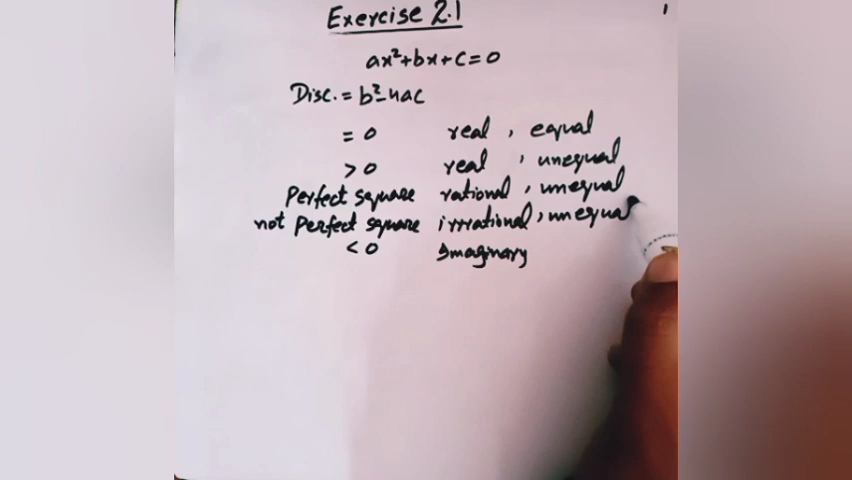 Exercise 2.1
ax²+bx+c=0
Disc. = b²-4ac
= 0 real, equal
> 0 real, unequal
Perfect square rational, unequal
not Perfect square irrational, unequal
< 0 Imaginary